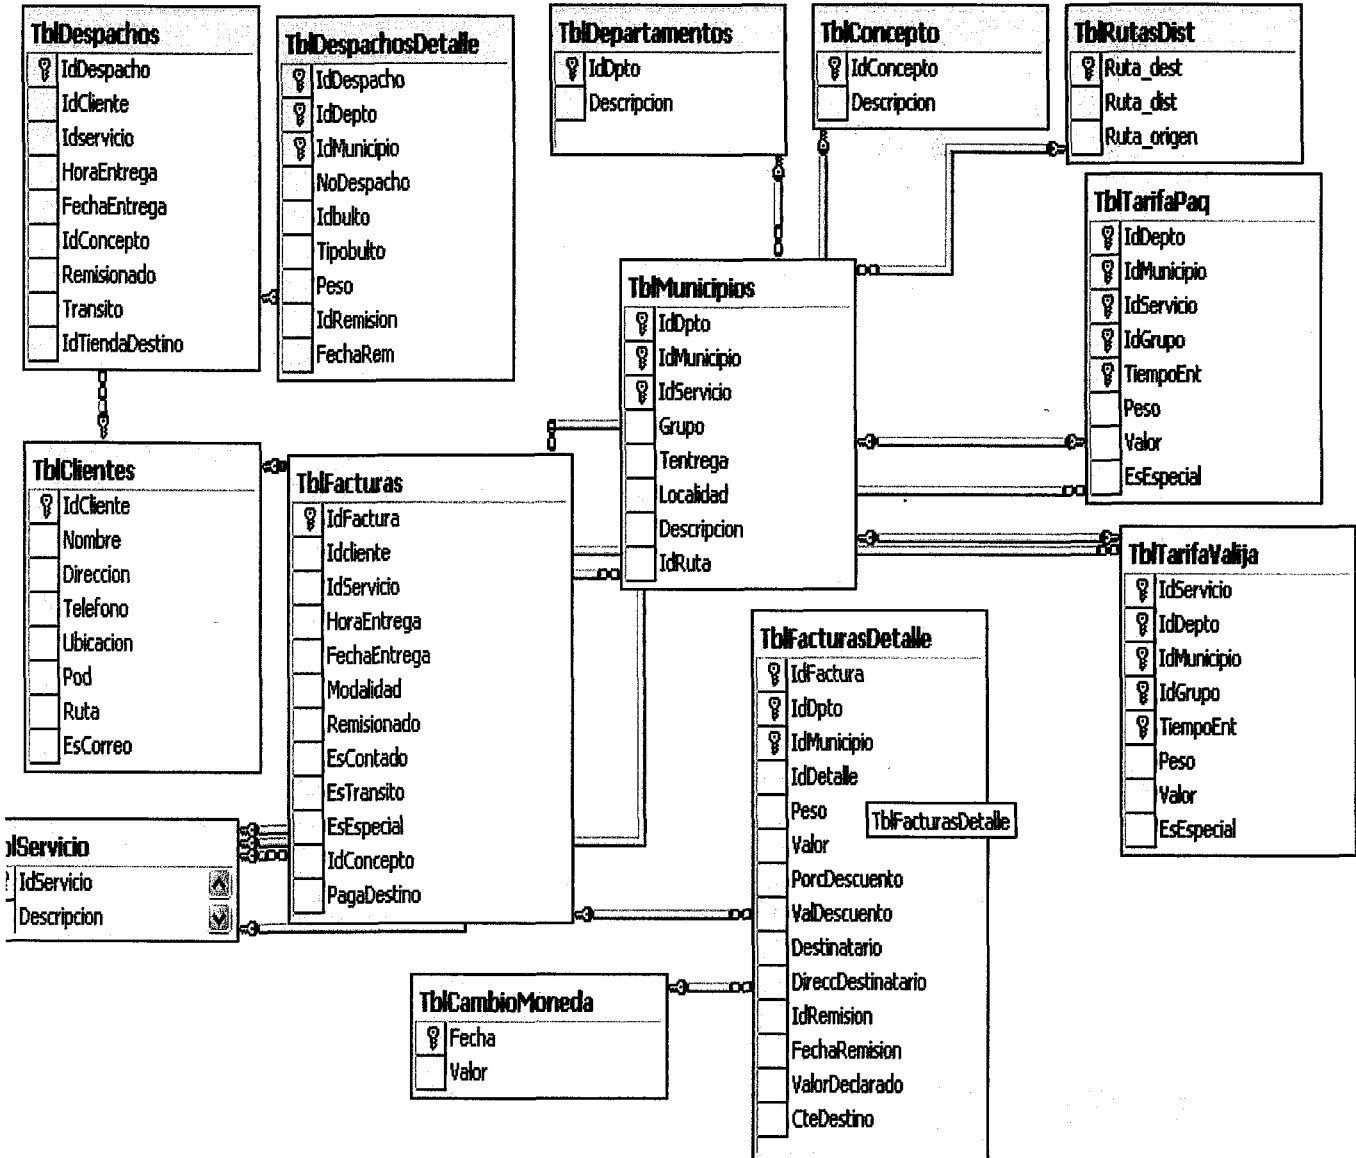 TblDespachos
IdDespacho
IdCliente
Idservicio
HoraEntrega
FechaEntrega
IdConcepto
Remisionado
Transito
IdTiendaDestino
TblDespachosDetalle
IdDespacho
IdDepto
IdMunicipio
NoDespacho
Idbulto
Tipobulto
Peso
IdRemision
FechaRem
TblDepartamentos
IdDpto
Descripcion
TblConcepto
IdConcepto
Descripcion
TblRutasDist
Ruta_dest
Ruta_dist
Ruta_origen
TblTarifaPaq
IdDepto
IdMunicipio
IdServicio
IdGrupo
TiempoEnt
Peso
Valor
EsEspecial
TblMunicipios
IdDpto
IdMunicipio
IdServicio
Grupo
Tentrega
Localidad
Descripcion
IdRuta
TblClientes
IdCliente
Nombre
Direccion
Telefono
Ubicacion
Pod
Ruta
EsCorreo
TblFacturas
IdFactura
Idcliente
IdServicio
HoraEntrega
FechaEntrega
Modalidad
Remisionado
EsContado
EsTransito
EsEspecial
IdConcepto
PagaDestino
TblTarifaValija
IdServicio
IdDepto
IdMunicipio
IdGrupo
TiempoEnt
Peso
Valor
EsEspecial
TblFacturasDetalle
IdFactura
IdDpto
IdMunicipio
IdDetalle
Peso
Valor
PorcDescuento
ValDescuento
Destinatario
DireccDestinatario
IdRemision
FechaRemision
ValorDeclarado
CteDestino
TblFacturasDetalle
blServicio
IdServicio
Descripcion
TblCambioMoneda
Fecha
Valor